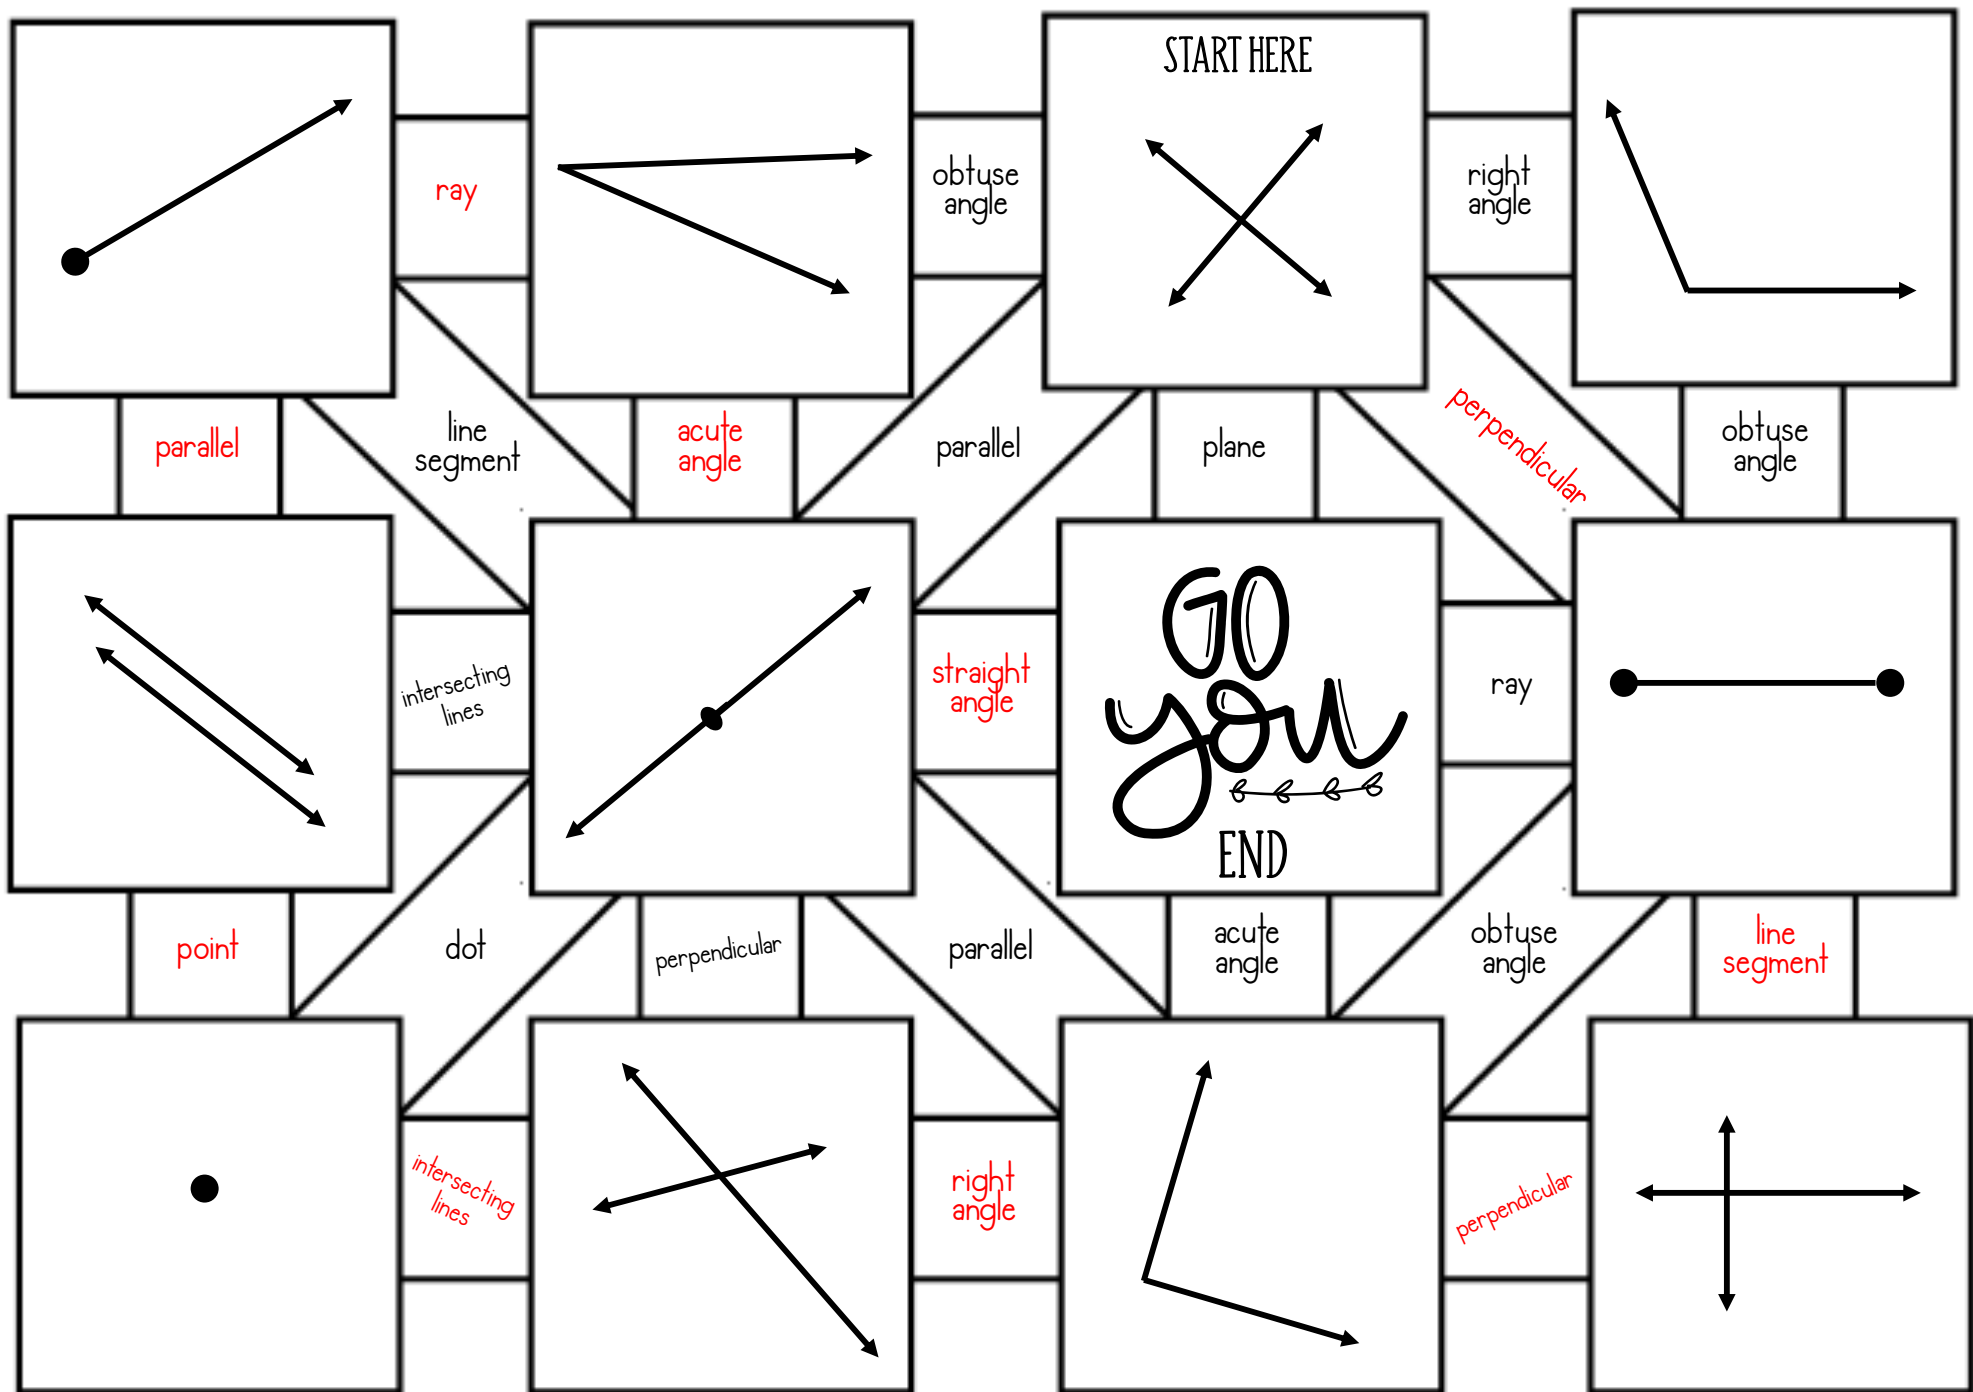 START HERE
ray
obtuse
angle
right
angle
parallel
line
segment
acute
angle
parallel
plane
perpendicular
obtuse
angle
intersecting
lines
straight
angle
GO
you
END
ray
point
dot
perpendicular
parallel
acute
angle
obtuse
angle
line
segment
intersecting
lines
right
angle
perpendicular